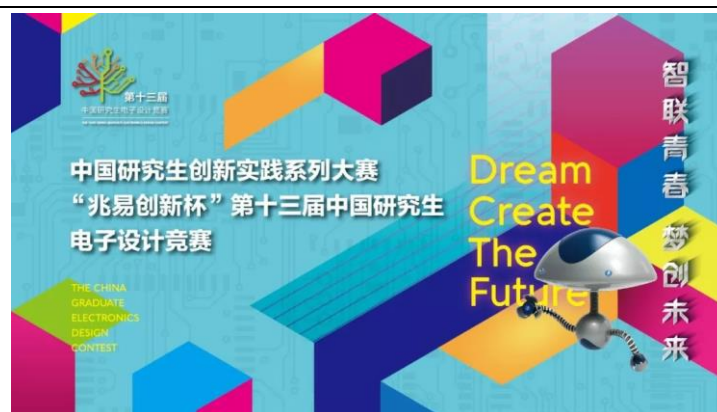 第十三届
中国研究生电子设计竞赛
中国研究生创新实践系列大赛
“兆易创新杯”第十三届中国研究生
电子设计竞赛
THE CHINA
GRADUATE
ELECTRONICS
DESIGN
CONTEST
Dream
Create
The
Future
智联青春 梦创未来